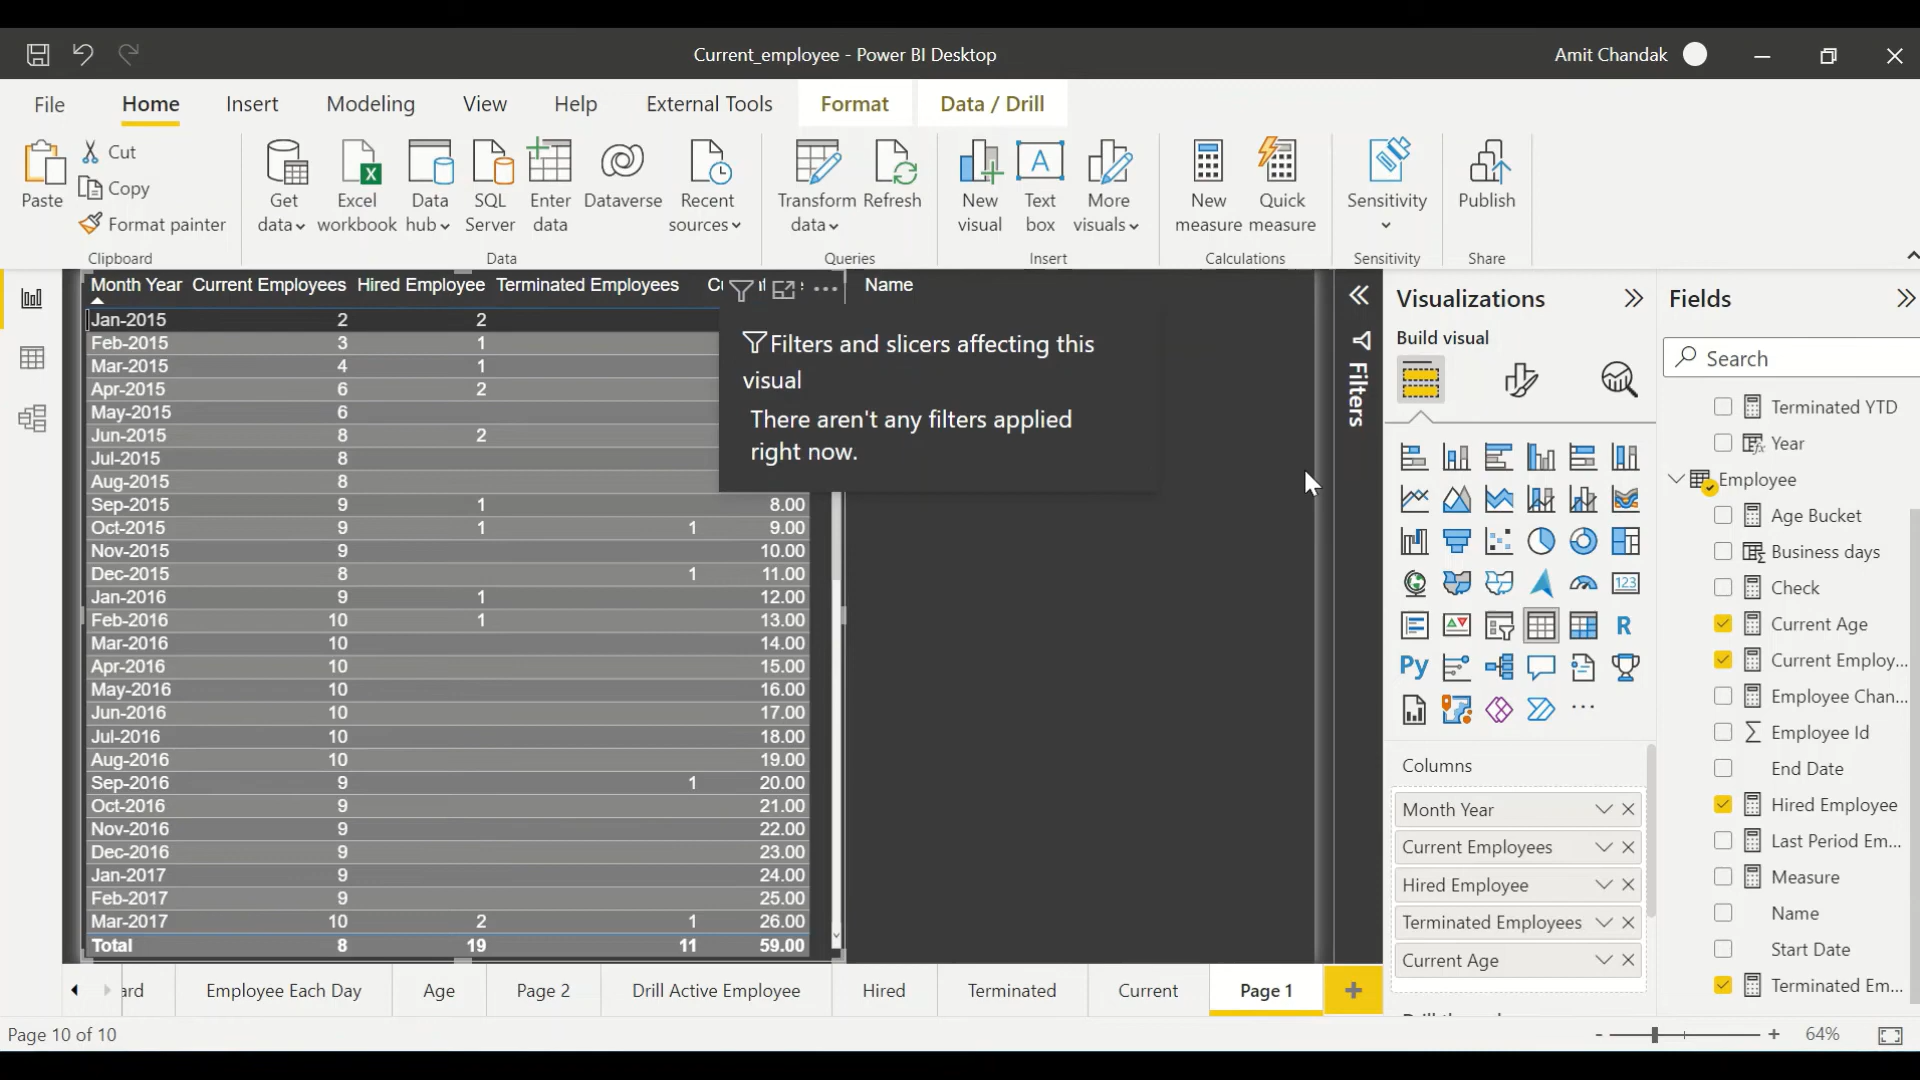 Current_employee - Power BI Desktop
Amit Chandak
File
Home
Insert
Modeling
View
Help
External Tools
Format
Data / Drill
Paste
Cut
Copy
Format painter
Clipboard
Get
data
Excel
workbook
Data
hub
SQL
Server
Enter
data
Dataverse
Recent
sources
Data
Transform
data
Refresh
Queries
New
visual
Text
box
More
visuals
Insert
New
measure
Quick
measure
Calculations
Sensitivity
Sensitivity
Publish
Share
Month Year Current Employees Hired Employee Terminated Employees
Jan-2015 2 2
Feb-2015 3 1
Mar-2015 4 1
Apr-2015 6 2
May-2015 6
Jun-2015 8 2
Jul-2015 8
Aug-2015 8
Sep-2015 9 1 8.00
Oct-2015 9 1 1 9.00
Nov-2015 9 10.00
Dec-2015 8 1 11.00
Jan-2016 9 1 12.00
Feb-2016 10 1 13.00
Mar-2016 10 14.00
Apr-2016 10 15.00
May-2016 10 16.00
Jun-2016 10 17.00
Jul-2016 10 18.00
Aug-2016 10 19.00
Sep-2016 9 1 20.00
Oct-2016 9 21.00
Nov-2016 9 22.00
Dec-2016 9 23.00
Jan-2017 9 24.00
Feb-2017 9 25.00
Mar-2017 10 2 1 26.00
Total 8 19 11 59.00
Filters and slicers affecting this
visual
There aren't any filters applied
right now.
Name
Filters
Visualizations
Build visual
123
R
Py
Columns
Month Year
Current Employees
Hired Employee
Terminated Employees
Current Age
Fields
Search
Terminated YTD
Year
Employee
Age Bucket
Business days
Check
Current Age
Current Employ...
Employee Chan...
Employee Id
End Date
Hired Employee
Last Period Em...
Measure
Name
Start Date
Terminated Em...
ard
Employee Each Day
Age
Page 2
Drill Active Employee
Hired
Terminated
Current
Page 1
Page 10 of 10
64%